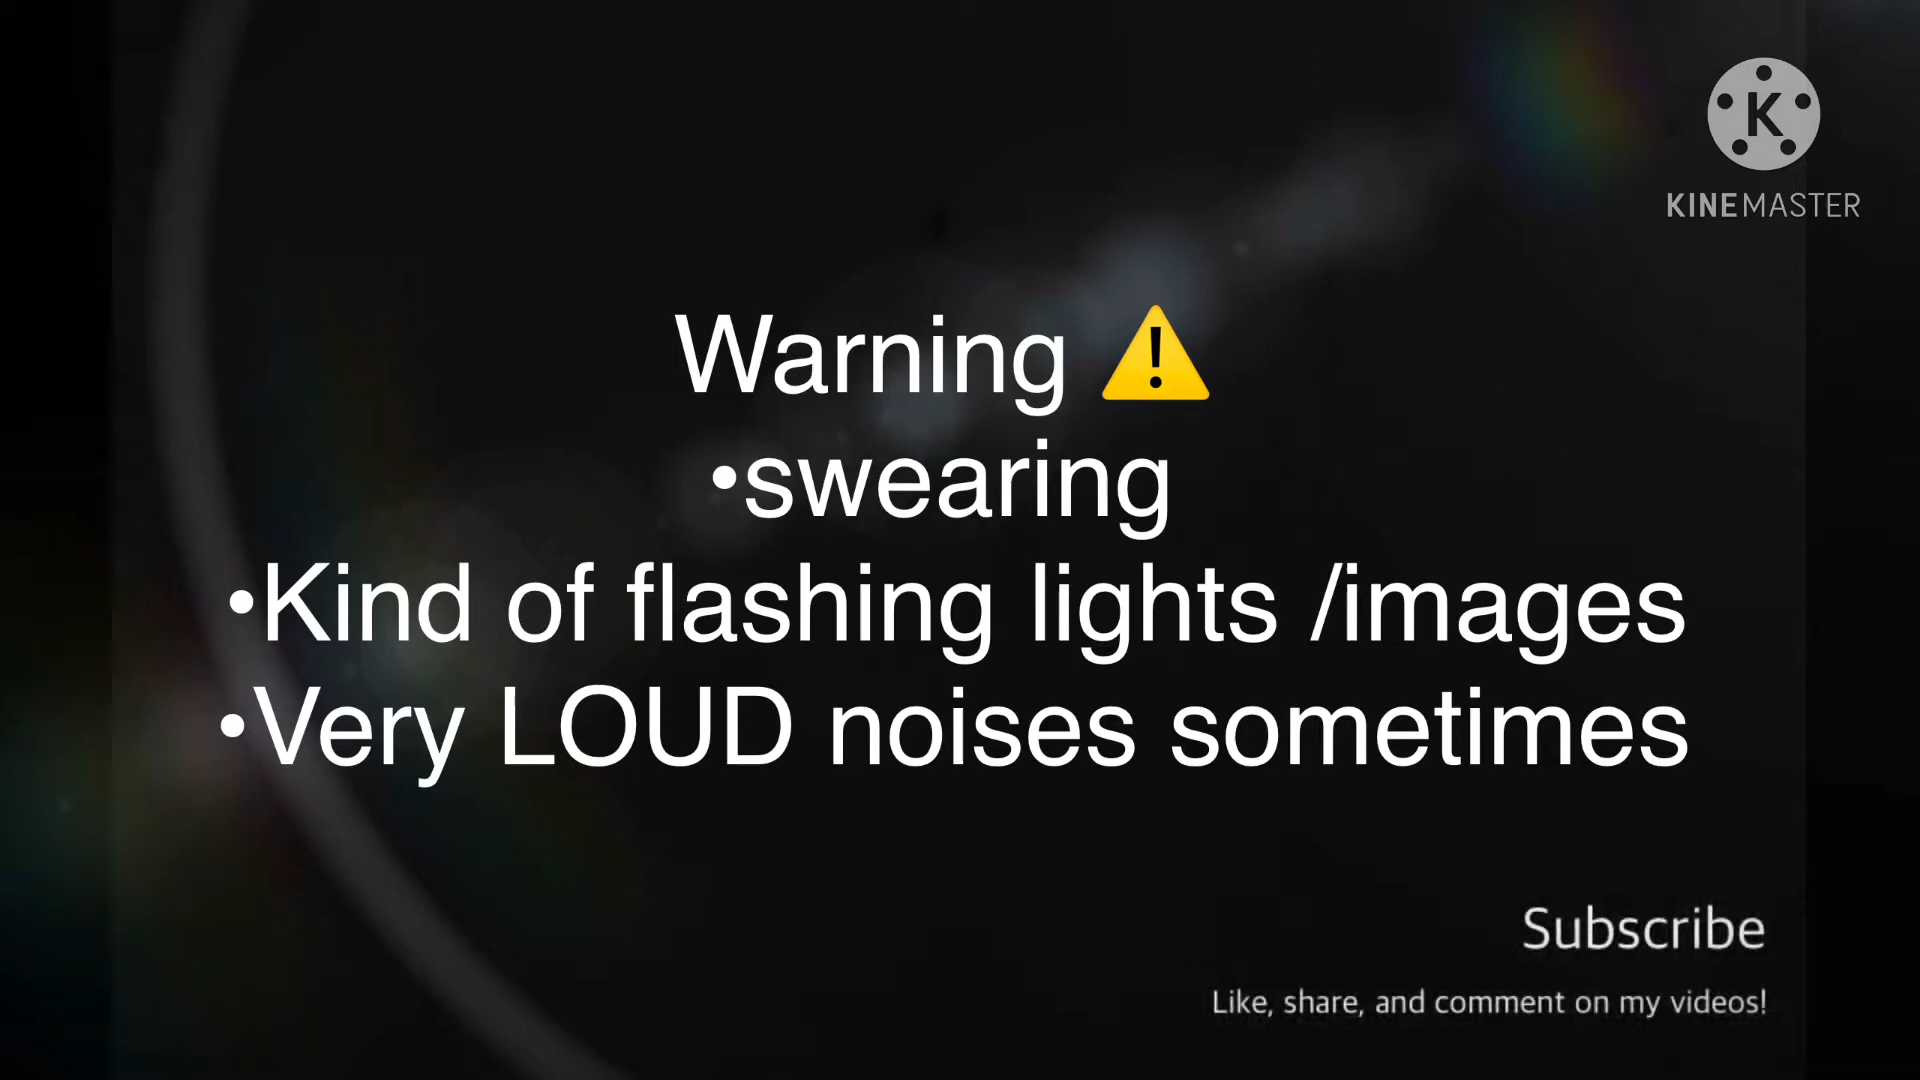 K
KINEMASTER
Warning ⚠️
•swearing
•Kind of flashing lights /images
•Very LOUD noises sometimes
Subscribe
Like, share, and comment on my videos!